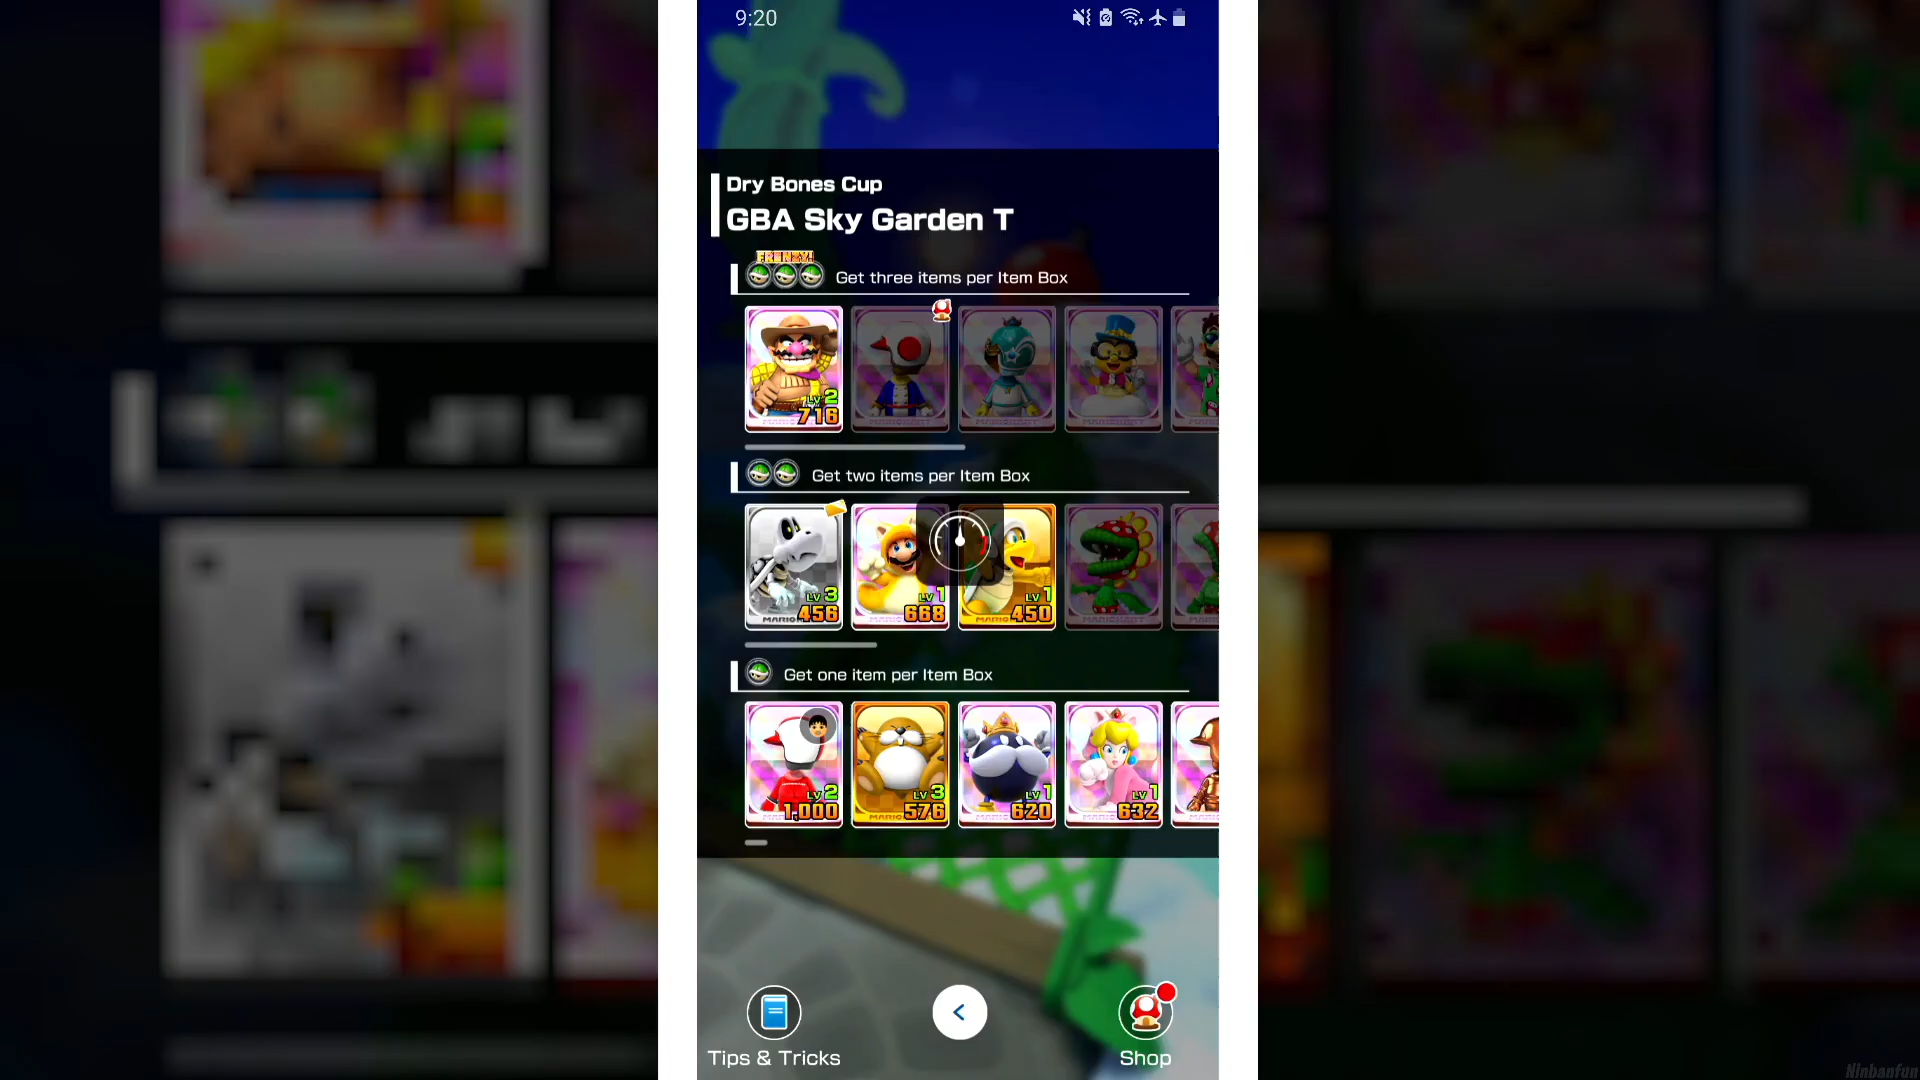 9:20
Dry Bones Cup
GBA Sky Garden T
FRENZY!
Get three items per Item Box
LV 2
716
Get two items per Item Box
LV 3
456
LV 1
668
LV 1
450
Get one item per Item Box
LV 2
1,000
LV 3
576
LV 1
620
LV 1
632
Tips & Tricks
Shop
Ninbanfun